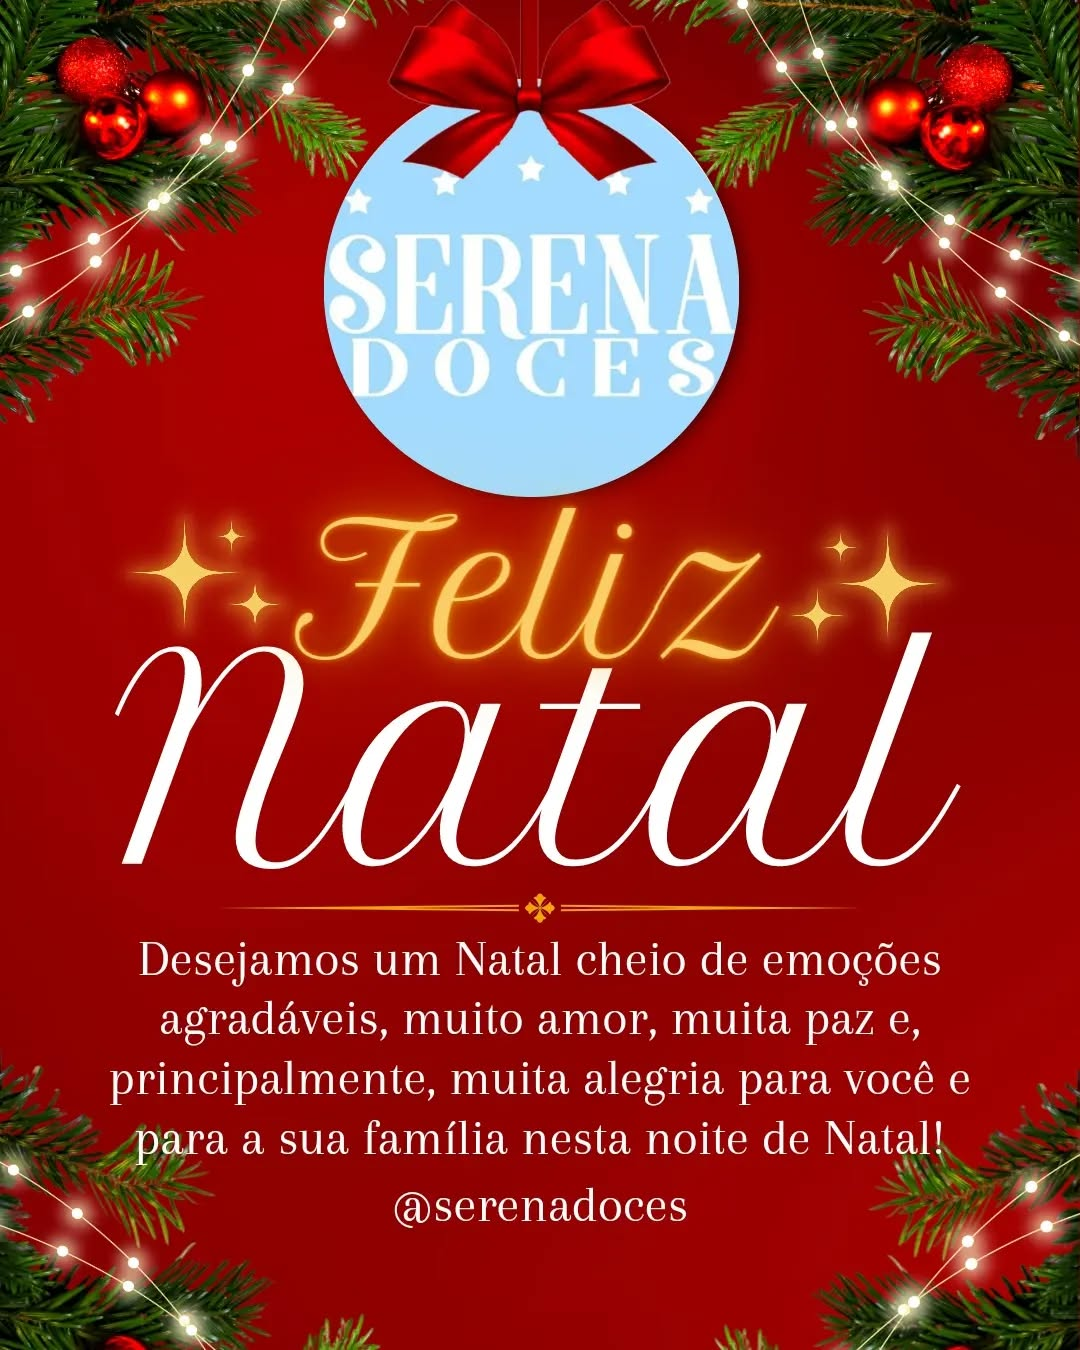 SERENA
DOCES
Feliz
Natal
Desejamos um Natal cheio de emoções
agradáveis, muito amor, muita paz e,
principalmente, muita alegria para você e
para a sua família nesta noite de Natal!
@serenadoces